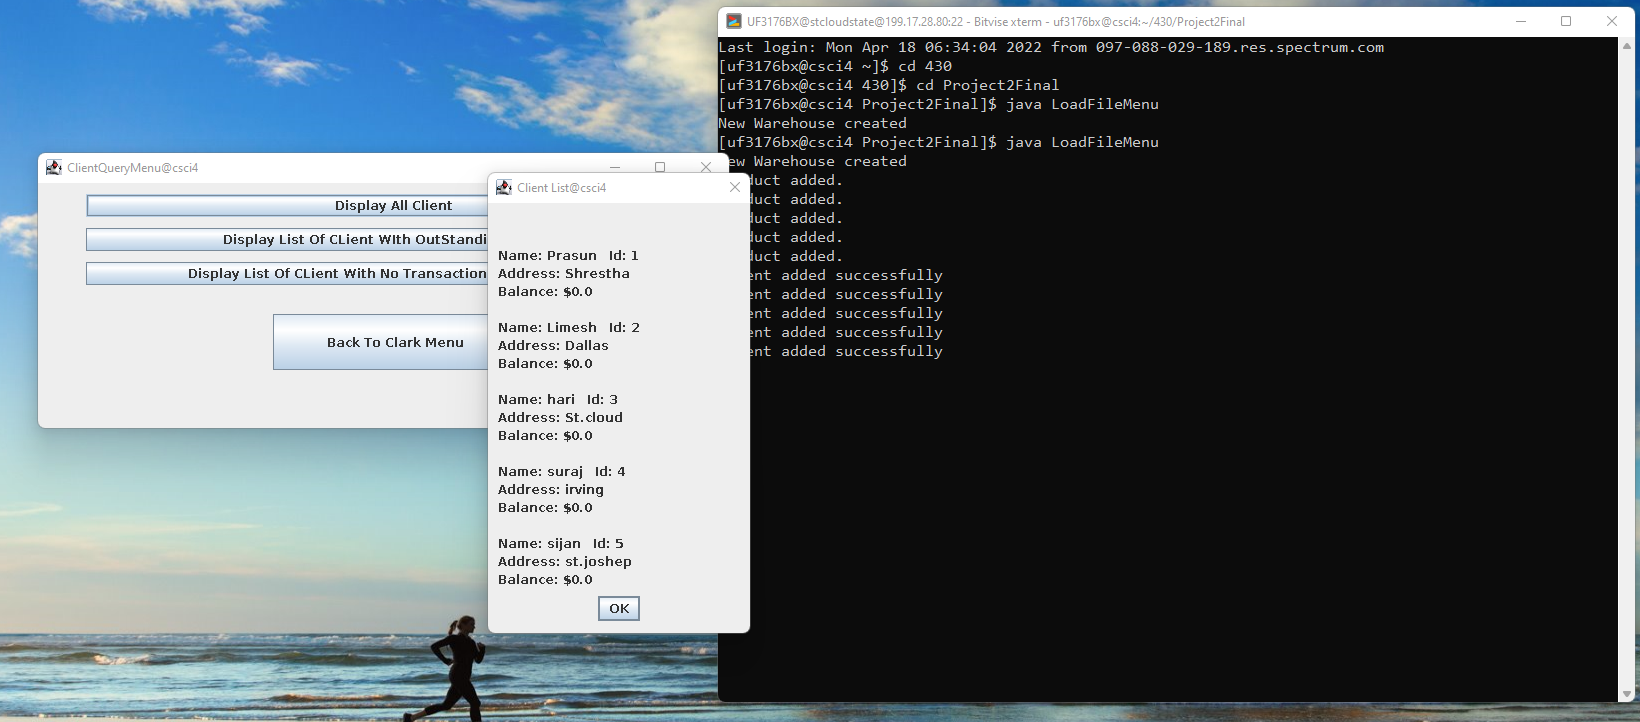 ClientQueryMenu@csci4
Display All Client
Display List Of CLient WIth OutStandi
Display List Of CLient With No Transaction
Back To Clark Menu
Client List@csci4
Name: Prasun Id: 1
Address: Shrestha
Balance: $0.0
Name: Limesh Id: 2
Address: Dallas
Balance: $0.0
Name: hari Id: 3
Address: St.cloud
Balance: $0.0
Name: suraj Id: 4
Address: irving
Balance: $0.0
Name: sijan Id: 5
Address: st.joshep
Balance: $0.0
OK
UF3176BX@stcloudstate@199.17.28.80:22 - Bitvise xterm - uf3176bx@csci4:~/430/Project2Final
Last login: Mon Apr 18 06:34:04 2022 from 097-088-029-189.res.spectrum.com
[uf3176bx@csci4 ~]$ cd 430
[uf3176bx@csci4 430]$ cd Project2Final
[uf3176bx@csci4 Project2Final]$ java LoadFileMenu
New Warehouse created
[uf3176bx@csci4 Project2Final]$ java LoadFileMenu
ew Warehouse created
duct added.
duct added.
duct added.
duct added.
duct added.
ent added successfully
ent added successfully
ent added successfully
ent added successfully
ent added successfully